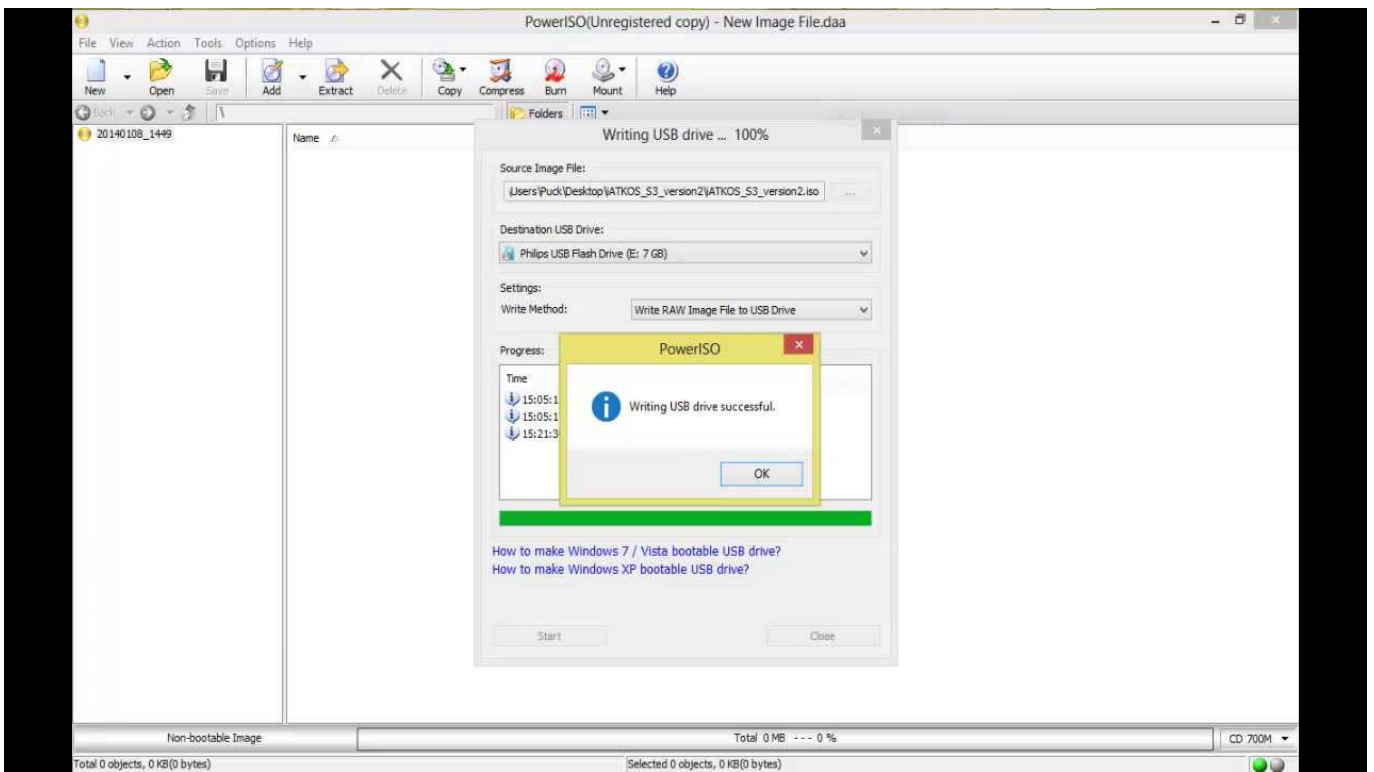 PowerISO(Unregistered copy) - New Image File.daa
File View Action Tools Options Help
New Open Save Add Extract Delete Copy Compress Burn Mount Help
Back \ Folders
20140108_1449
Name
Writing USB drive ... 100%
Source Image File:
\Users\Puck\Desktop\iATKOS_S3_version2\iATKOS_S3_version2.iso ...
Destination USB Drive:
Philips USB Flash Drive (E: 7 GB)
Settings:
Write Method: Write RAW Image File to USB Drive
Progress:
PowerISO
Time
15:05:1
15:05:1
15:21:3
Writing USB drive successful.
OK
How to make Windows 7 / Vista bootable USB drive?
How to make Windows XP bootable USB drive?
Start Close
Non-bootable Image Total 0 MB --- 0 % CD 700M
Total 0 objects, 0 KB(0 bytes) Selected 0 objects, 0 KB(0 bytes)